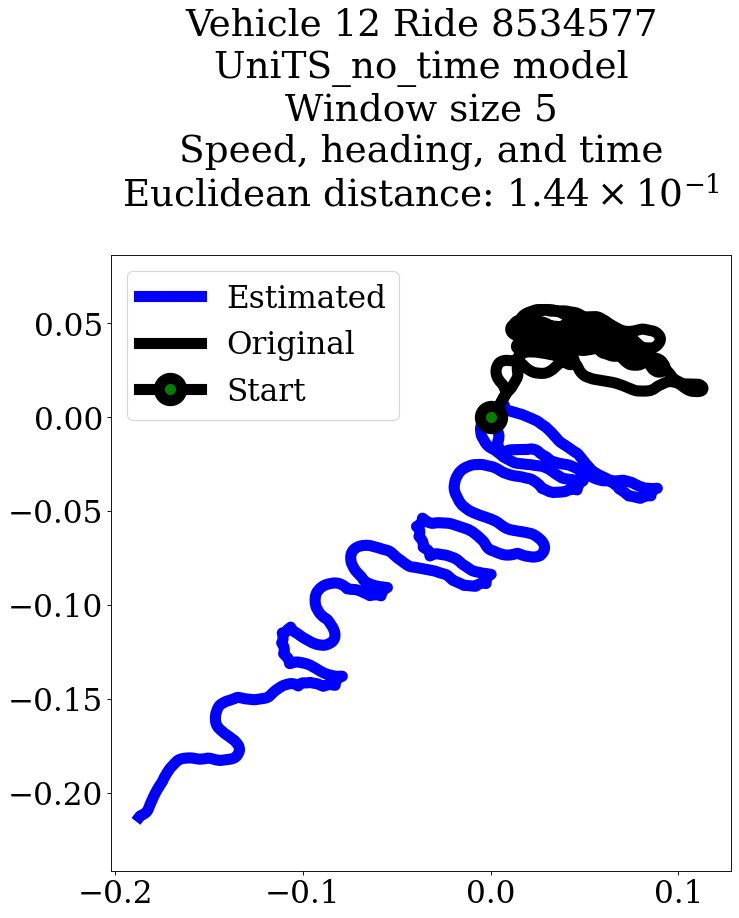 Vehicle 12 Ride 8534577
UniTS_no_time model
Window size 5
Speed, heading, and time
Euclidean distance: 1.44 × 10⁻¹
Estimated
Original
Start
0.05
0.00
−0.05
−0.10
−0.15
−0.20
−0.2 −0.1 0.0 0.1